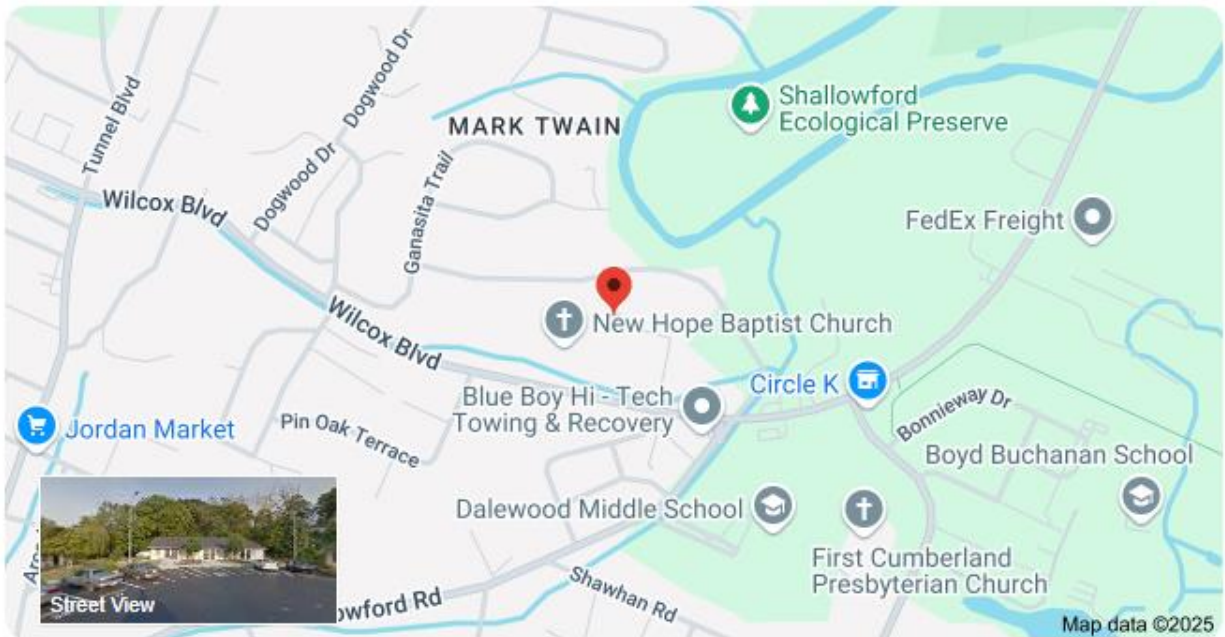 Tunnel Blvd
Dogwood Dr
Dogwood Dr
MARK TWAIN
Shallowford
Ecological Preserve
Ganasita Trail
Wilcox Blvd
FedEx Freight
Wilcox Blvd
New Hope Baptist Church
Circle K
Blue Boy Hi - Tech
Towing & Recovery
Bonnieway Dr
Jordan Market
Pin Oak Terrace
Boyd Buchanan School
Dalewood Middle School
First Cumberland
Presbyterian Church
Shawhan Rd
Street View
owford Rd
Map data ©2025